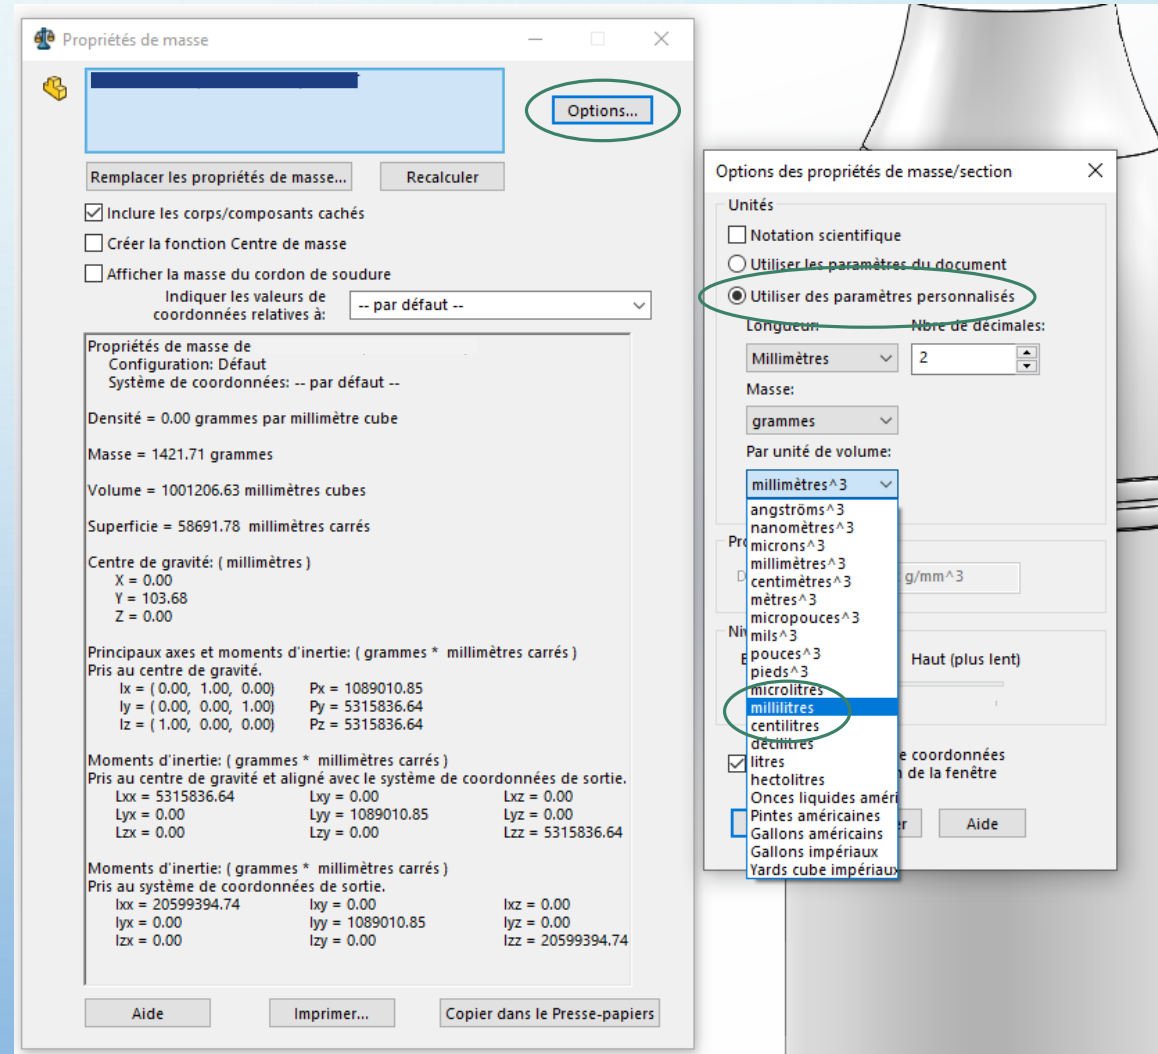 Propriétés de masse
Options...
Remplacer les propriétés de masse...
Recalculer
Inclure les corps/composants cachés
Créer la fonction Centre de masse
Afficher la masse du cordon de soudure
Indiquer les valeurs de
coordonnées relatives à:
-- par défaut --
Propriétés de masse de
Configuration: Défaut
Système de coordonnées: -- par défaut --
Densité = 0.00 grammes par millimètre cube
Masse = 1421.71 grammes
Volume = 1001206.63 millimètres cubes
Superficie = 58691.78 millimètres carrés
Centre de gravité: ( millimètres )
X = 0.00
Y = 103.68
Z = 0.00
Principaux axes et moments d'inertie: ( grammes * millimètres carrés )
Pris au centre de gravité.
Ix = ( 0.00, 1.00, 0.00) Px = 1089010.85
Iy = ( 0.00, 0.00, 1.00) Py = 5315836.64
Iz = ( 1.00, 0.00, 0.00) Pz = 5315836.64
Moments d'inertie: ( grammes * millimètres carrés )
Pris au centre de gravité et aligné avec le système de coordonnées de sortie.
Lxx = 5315836.64 Lxy = 0.00 Lxz = 0.00
Lyx = 0.00 Lyy = 1089010.85 Lyz = 0.00
Lzx = 0.00 Lzy = 0.00 Lzz = 5315836.64
Moments d'inertie: ( grammes * millimètres carrés )
Pris au système de coordonnées de sortie.
Ixx = 20599394.74 Ixy = 0.00 Ixz = 0.00
Iyx = 0.00 Iyy = 1089010.85 Iyz = 0.00
Izx = 0.00 Izy = 0.00 Izz = 20599394.74
Aide
Imprimer...
Copier dans le Presse-papiers
Options des propriétés de masse/section
Unités
Notation scientifique
Utiliser les paramètres du document
Utiliser des paramètres personnalisés
Longueur: Nbre de décimales:
Millimètres 2
Masse:
grammes
Par unité de volume:
millimètres^3
angströms^3
nanomètres^3
microns^3
millimètres^3
centimètres^3
mètres^3
micropouces^3
mils^3
pouces^3
pieds^3
microlitres
millilitres
centilitres
décilitres
litres
hectolitres
Onces liquides améri
Pintes américaines
Gallons américains
Gallons impériaux
Yards cube impériaux
g/mm^3
Haut (plus lent)
coordonnées
de la fenêtre
Aide